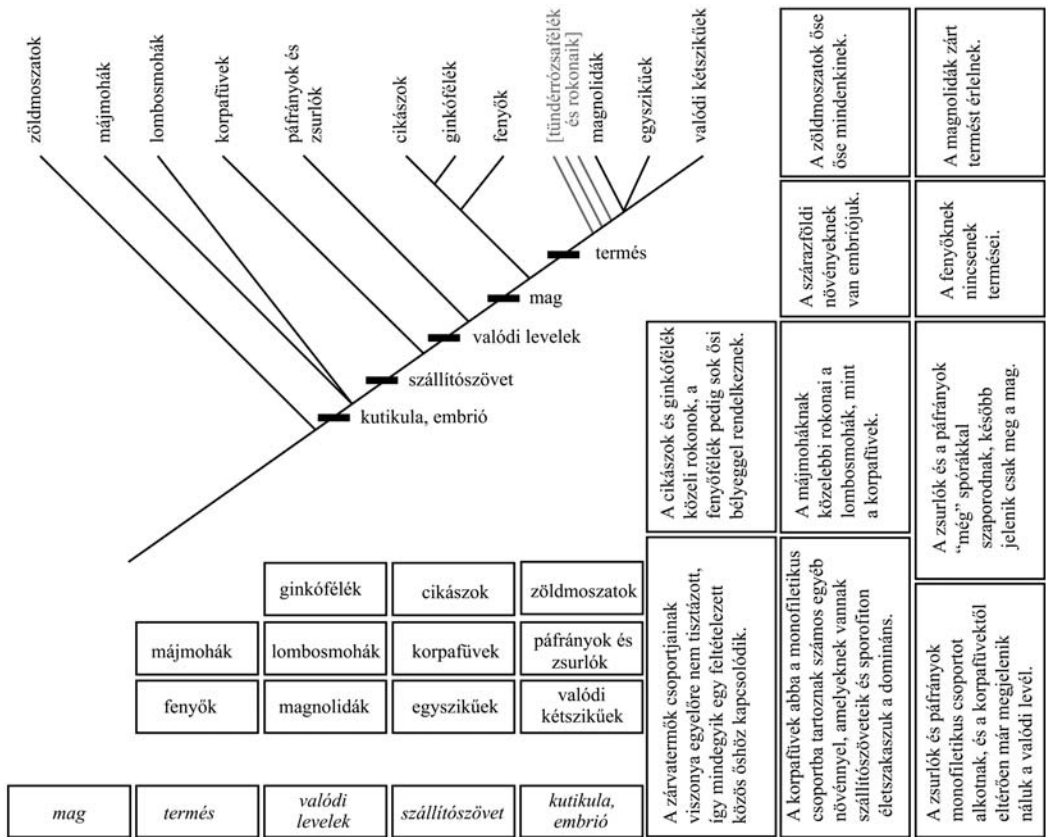 zöldmoszatok
májmohák
lombosmohák
korpafüvek
páfrányok és
zsurlók
cikászok
ginkófélék
fenyők
[tündérrózsafélék
és rokonaik]
magnolidák
egyszikűek
valódi kétszikűek
termés
mag
valódi levelek
szállítószövet
kutikula, embrió
ginkófélék
cikászok
zöldmoszatok
májmohák
lombosmohák
korpafüvek
páfrányok és
zsurlók
fenyők
magnolidák
egyszikűek
valódi
kétszikűek
mag
termés
valódi
levelek
szállítószövet
kutikula,
embrió
A cikászok és ginkófélék
közeli rokonok, a
fenyőfélék pedig sok ősi
bélyeggel rendelkeznek.
A zárvatermők csoportjainak
viszonya egyelőre nem tisztázott,
így mindegyik egy feltételezett
közös őshöz kapcsolódik.
A zöldmoszatok őse
őse mindenkinek.
A szárazföldi
növényeknek
van embriójuk.
A májmoháknak
közelebbi rokonai a
lombosmohák, mint
a korpafüvek.
A korpafüvek abba a monofiletikus
csoportba tartoznak számos egyéb
növénnyel, amelyeknek vannak
szállítószöveteik és sporofiton
életszakaszuk a domináns.
A magnolidák zárt
termést érlelnek.
A fenyőknek
nincsenek
termései.
A zsurlók és a páfrányok
“még” spórákkal
szaporodnak, később
jelenik csak meg a mag.
A zsurlók és páfrányok
monofiletikus csoportot
alkotnak, és a korpafüvektől
eltérően már megjelenik
náluk a valódi levél.